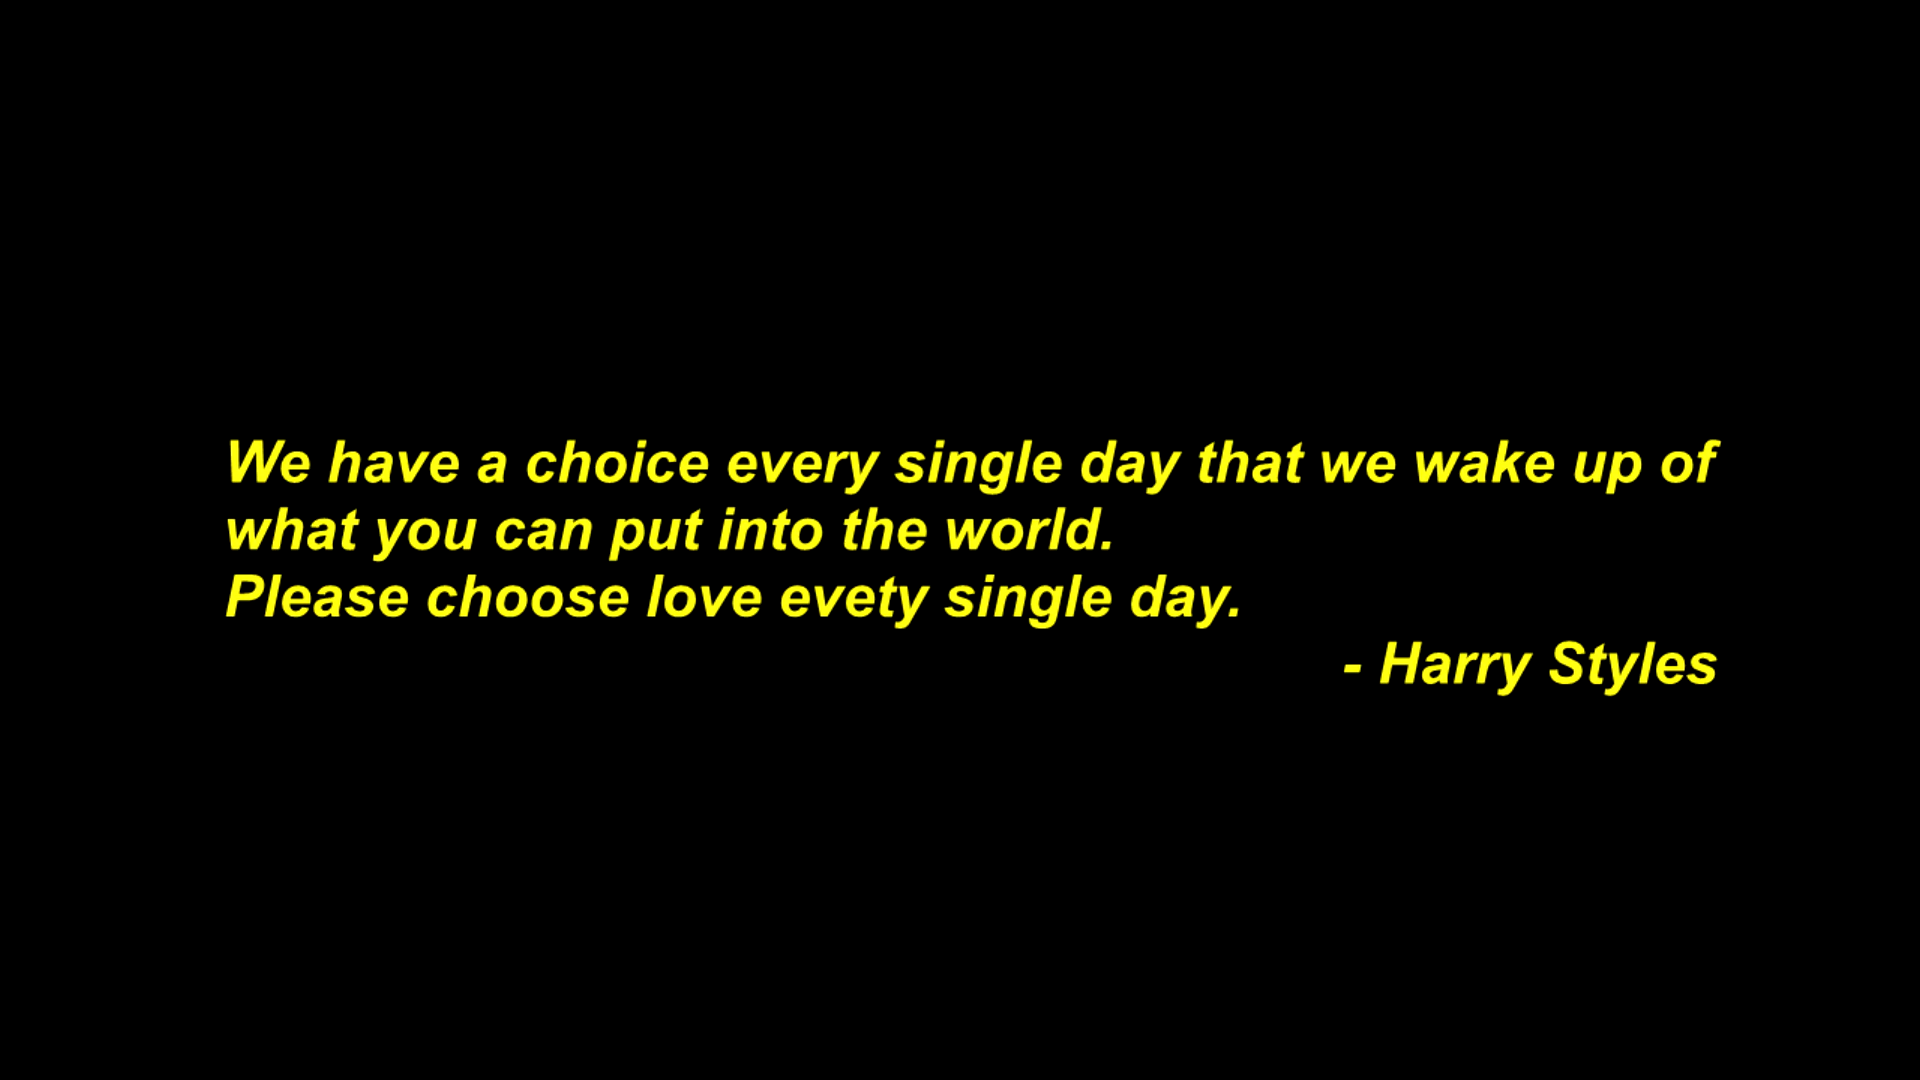 We have a choice every single day that we wake up of
what you can put into the world.
Please choose love evety single day.
- Harry Styles